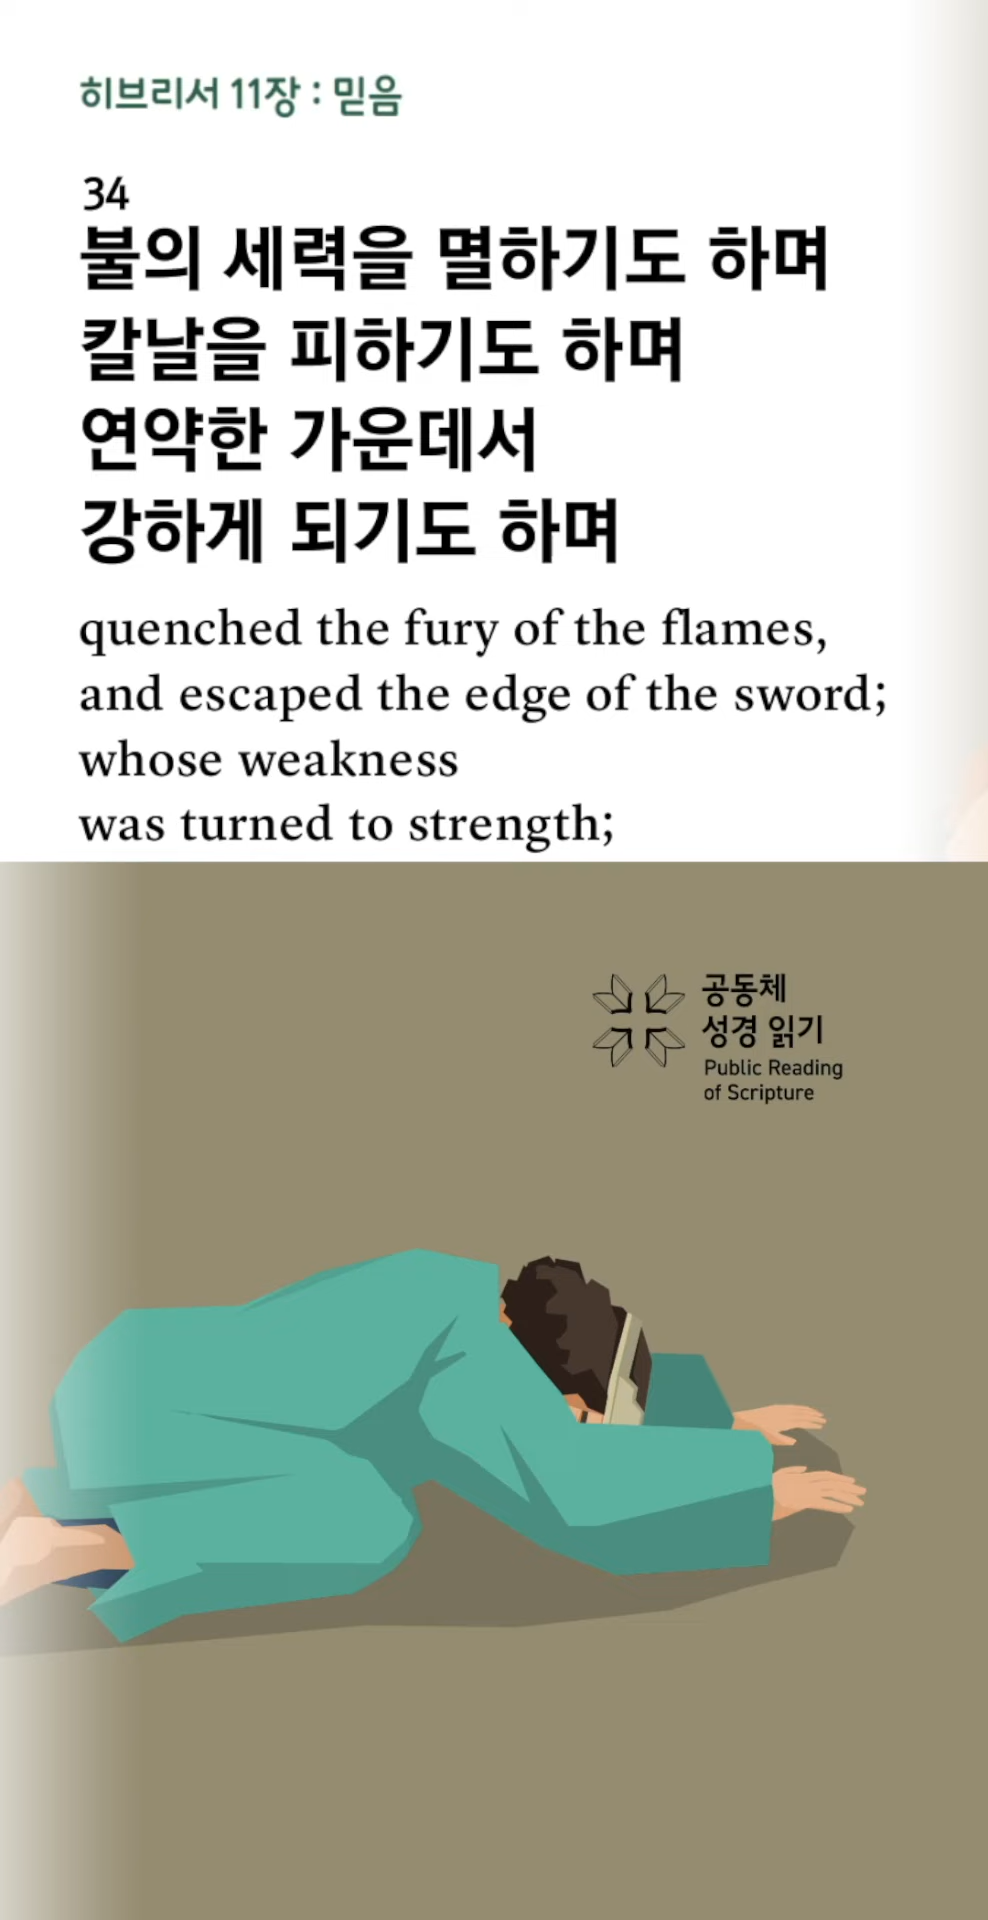 히브리서 11장 : 믿음
34
불의 세력을 멸하기도 하며
칼날을 피하기도 하며
연약한 가운데서
강하게 되기도 하며
quenched the fury of the flames,
and escaped the edge of the sword;
whose weakness
was turned to strength;
공동체
성경 읽기
Public Reading
of Scripture